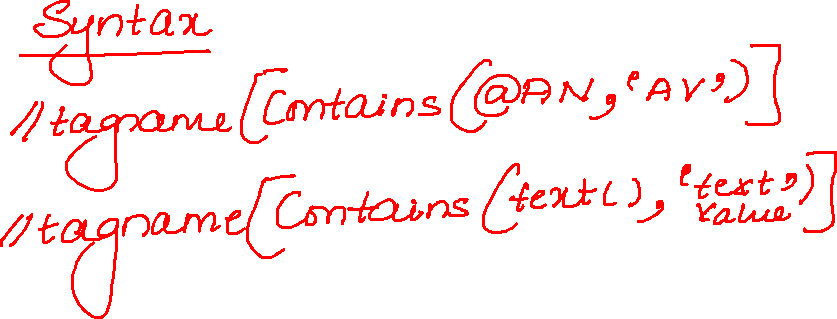 Syntax
//tagname[Contains(@AN,'AV')]
//tagname[Contains(text(),'text value')]